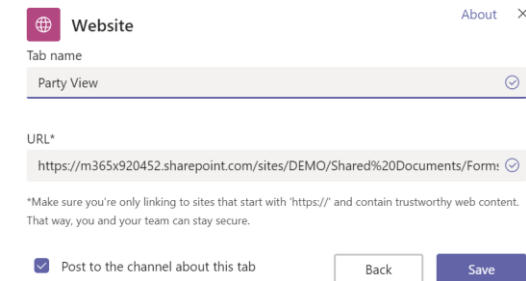 Website
About
Tab name
Party View
URL*
https://m365x920452.sharepoint.com/sites/DEMO/Shared%20Documents/Forms
*Make sure you're only linking to sites that start with 'https://' and contain trustworthy web content.
That way, you and your team can stay secure.
Post to the channel about this tab
Back
Save